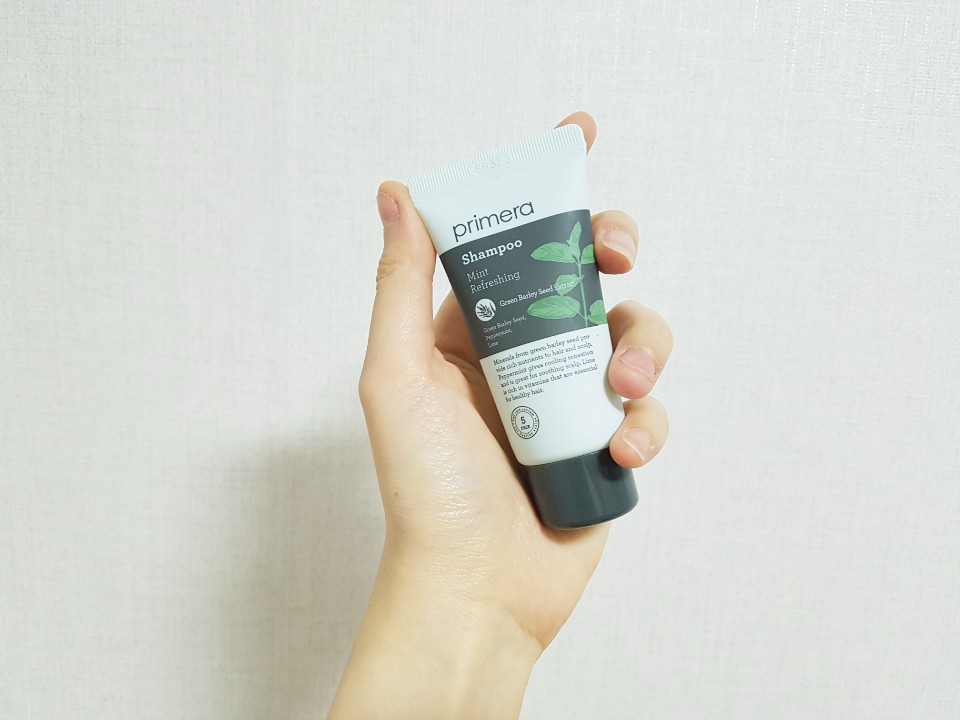 primera
Shampoo
Mint
Refreshing
Green Barley Seed Extract
Green Barley Seed,
Peppermint,
Lime
Minerals from green barley seed pro-
vide rich nutrients to hair and scalp.
Peppermint gives cooling sensation
and is great for soothing scalp. Lime
is rich in vitamins that are essential
for healthy hair.
5
FREE